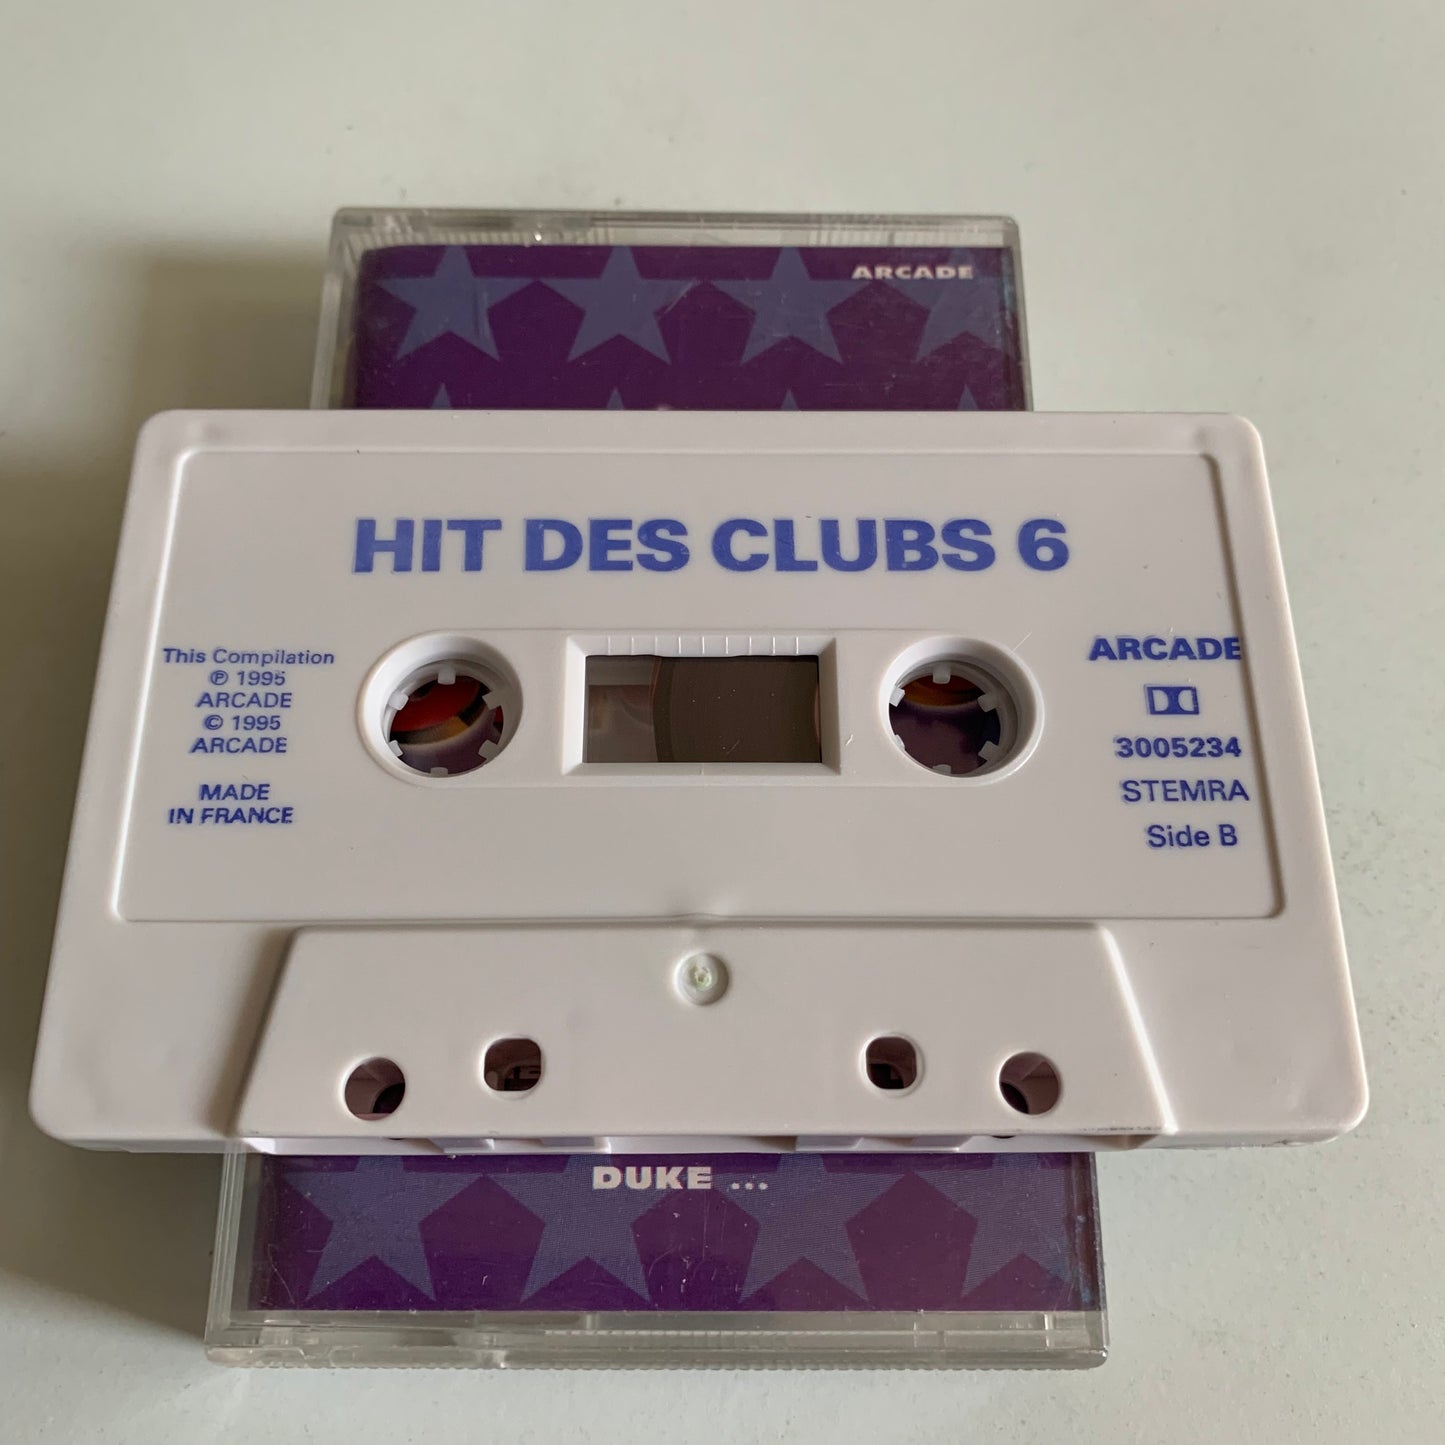 ARCADE
HIT DES CLUBS 6
This Compilation
℗ 1995
ARCADE
© 1995
ARCADE
MADE
IN FRANCE
ARCADE
3005234
STEMRA
Side B
DUKE ...